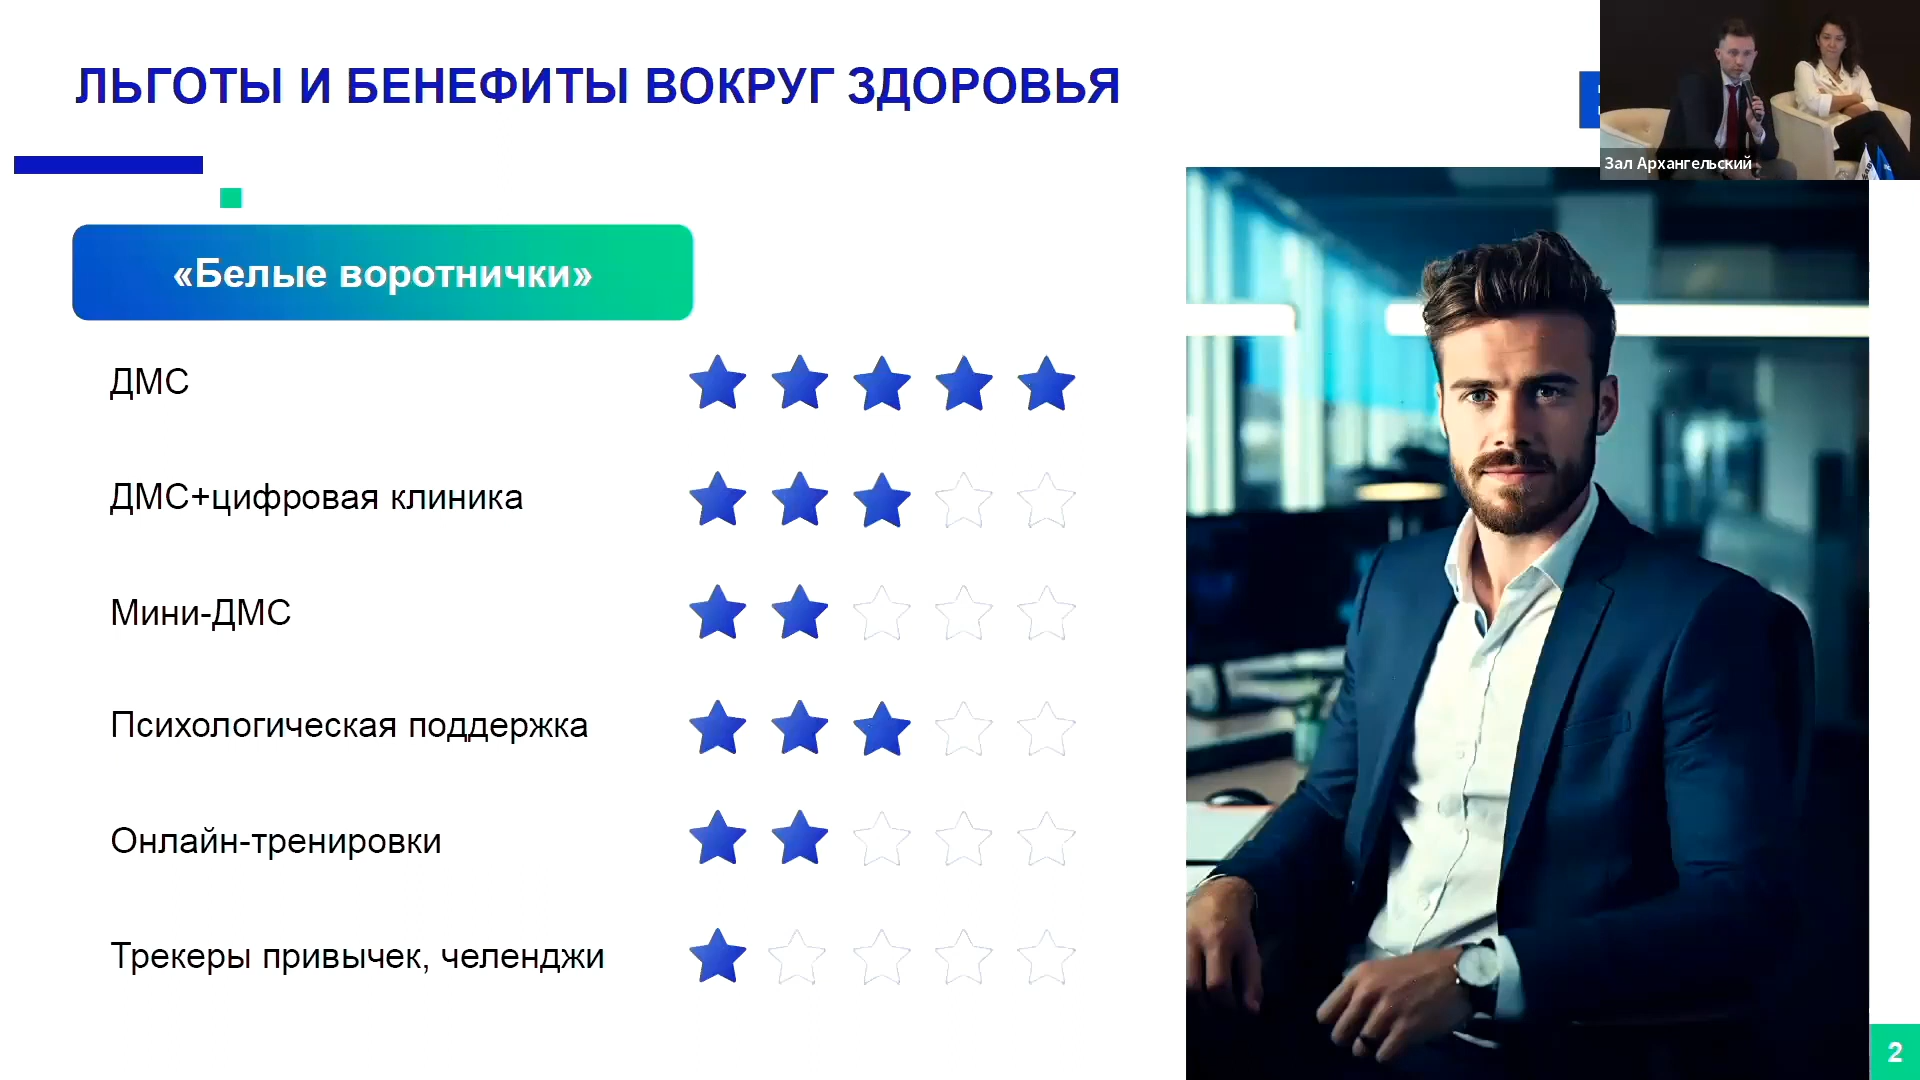 ЛЬГОТЫ И БЕНЕФИТЫ ВОКРУГ ЗДОРОВЬЯ
Зал Архангельский
«Белые воротнички»
ДМС
ДМС+цифровая клиника
Мини-ДМС
Психологическая поддержка
Онлайн-тренировки
Трекеры привычек, челенджи
2